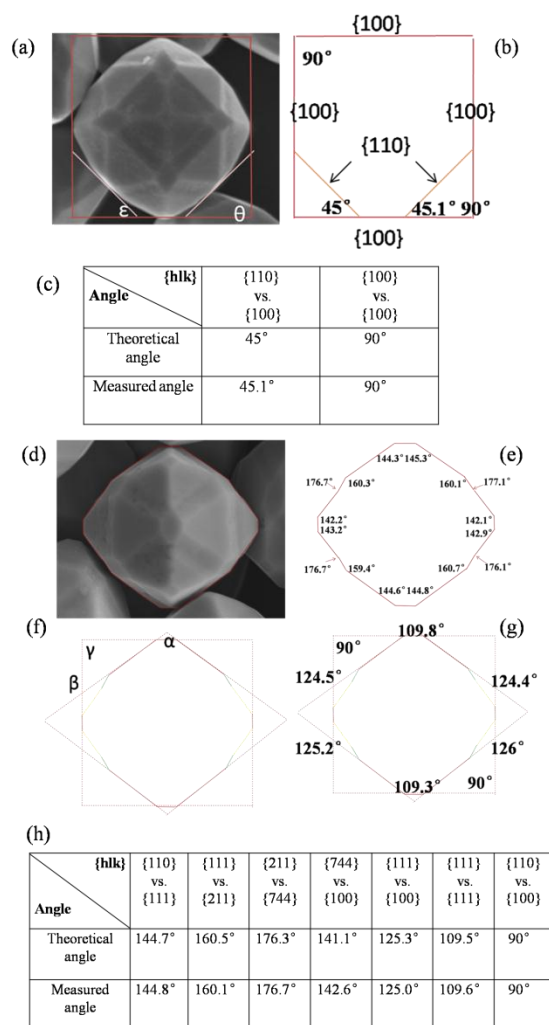 (a)
ε
θ
{100}
(b)
90°
{100}
{100}
{110}
45°
45.1° 90°
{100}
(c)
{hlk}
Angle
{110}
vs.
{100}
{100}
vs.
{100}
Theoretical
angle
45°
90°
Measured angle
45.1°
90°
(d)
(e)
144.3° 145.3°
176.7°
160.3°
160.1°
177.1°
142.2°
143.2°
142.1°
142.9°
176.7°
159.4°
160.7°
176.1°
144.6° 144.8°
(f)
γ
α
β
(g)
109.8°
90°
124.5°
124.4°
125.2°
126°
109.3°
90°
(h)
{hlk}
Angle
{110}
vs.
{111}
{111}
vs.
{211}
{211}
vs.
{744}
{744}
vs.
{100}
{111}
vs.
{100}
{111}
vs.
{111}
{110}
vs.
{100}
Theoretical
angle
144.7°
160.5°
176.3°
141.1°
125.3°
109.5°
90°
Measured
angle
144.8°
160.1°
176.7°
142.6°
125.0°
109.6°
90°